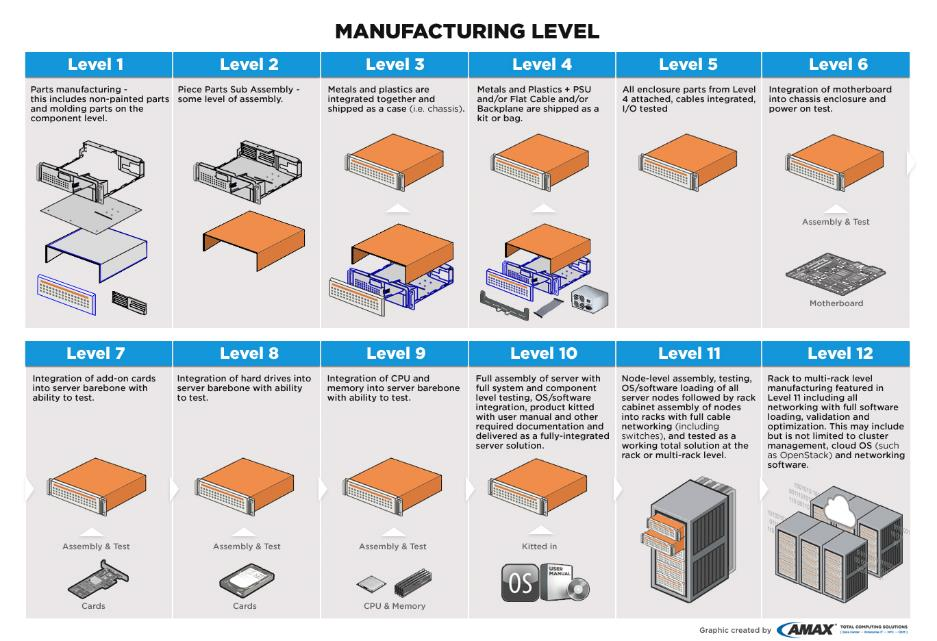 MANUFACTURING LEVEL
Level 1
Parts manufacturing -
this includes non-painted parts
and molding parts on the
component level.
Level 2
Piece Parts Sub Assembly -
some level of assembly.
Level 3
Metals and plastics are
integrated together and
shipped as a case (i.e. chassis).
Level 4
Metals and Plastics + PSU
and/or Flat Cable and/or
Backplane are shipped as a
kit or bag.
Level 5
All enclosure parts from Level
4 attached, cables integrated,
I/O tested
Level 6
Integration of motherboard
into chassis enclosure and
power on test.
Assembly & Test
Motherboard
Level 7
Integration of add-on cards
into server barebone with
ability to test.
Assembly & Test
Cards
Level 8
Integration of hard drives into
server barebone with ability
to test.
Assembly & Test
Cards
Level 9
Integration of CPU and
memory into server barebone
with ability to test.
Assembly & Test
CPU & Memory
Level 10
Full assembly of server with
full system and component
level testing, OS/software
integration, product kitted
with user manual and other
required documentation and
delivered as a fully-integrated
server solution.
Kitted in
OS
USER
MANUAL
Level 11
Node-level assembly, testing,
OS/software loading of all
server nodes followed by rack
cabinet assembly of nodes
into racks with full cable
networking (including
switches), and tested as a
working total solution at the
rack or multi-rack level.
Level 12
Rack to multi-rack level
manufacturing featured in
Level 11 including all
networking with full software
loading, validation and
optimization. This may include
but is not limited to cluster
management, cloud OS (such
as OpenStack) and networking
software.
Graphic created by
AMAX
TOTAL COMPUTING SOLUTIONS